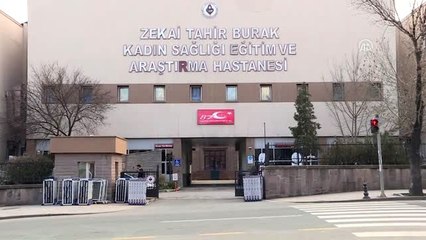 ZEKAİ TAHİR BURAK
KADIN SAĞLIĞI EĞİTİM VE
ARAŞTIRMA HASTANESİ